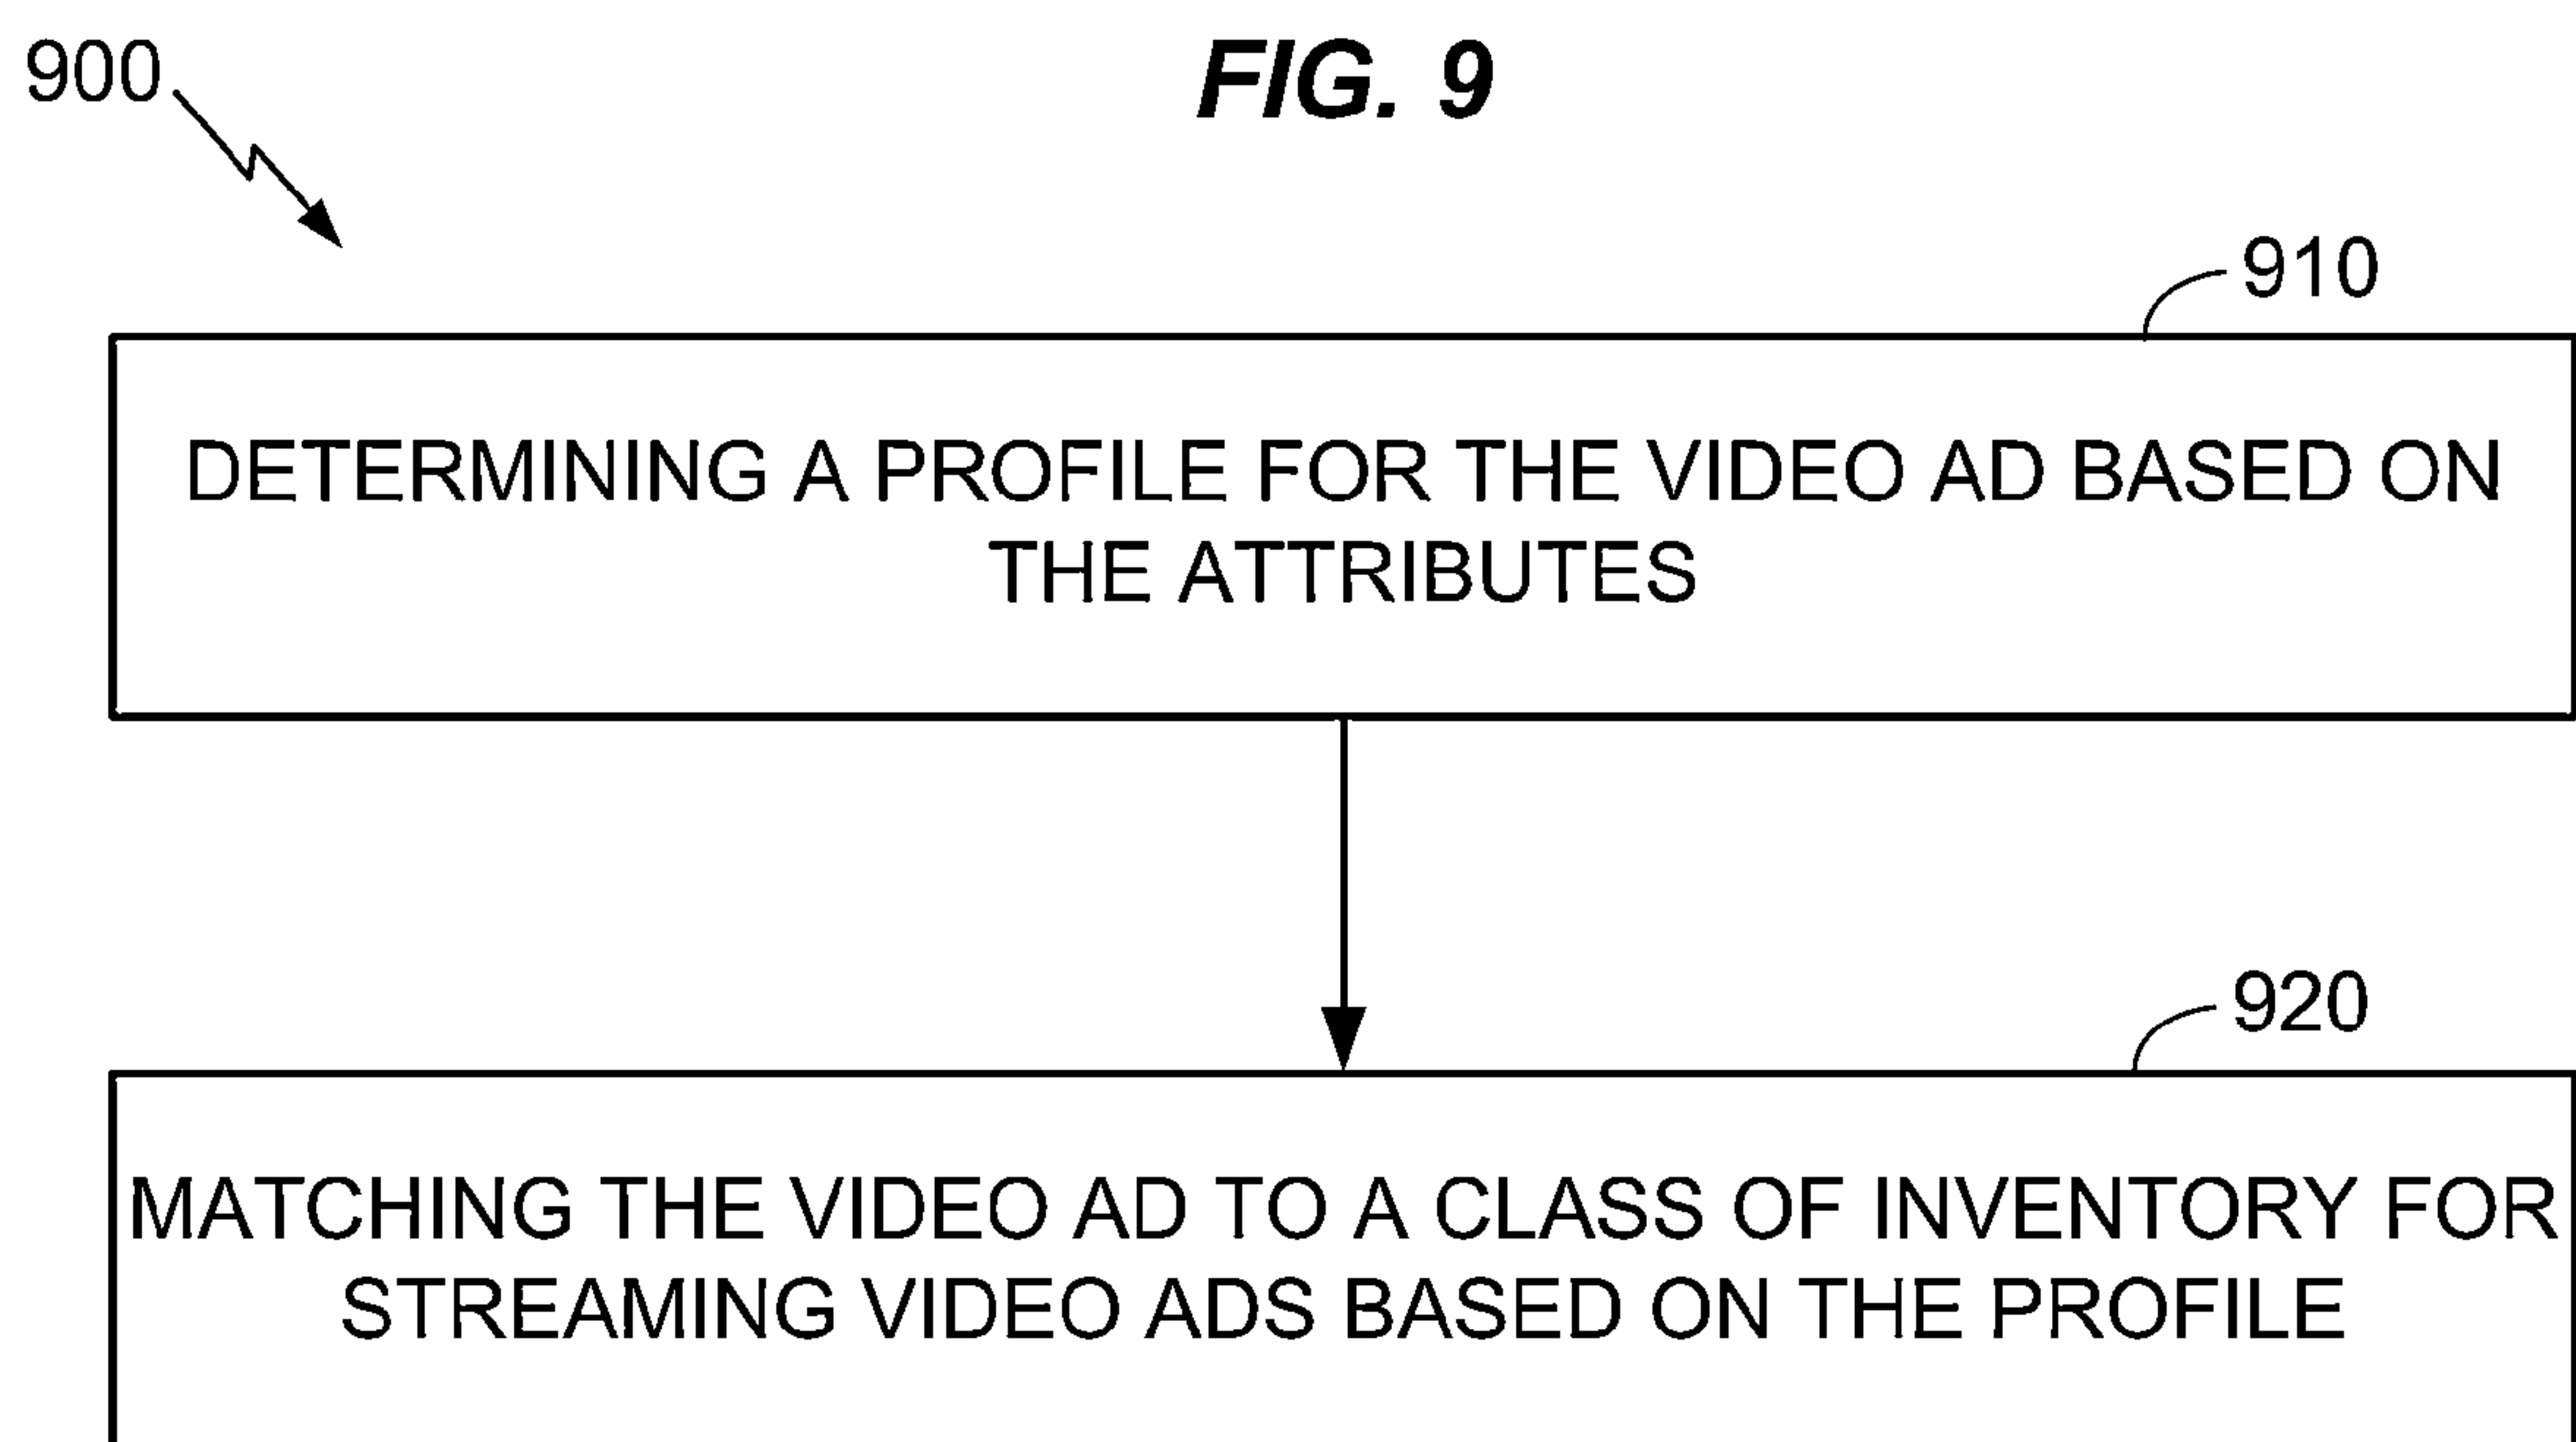 FIG. 9
900
910
DETERMINING A PROFILE FOR THE VIDEO AD BASED ON
THE ATTRIBUTES
920
MATCHING THE VIDEO AD TO A CLASS OF INVENTORY FOR
STREAMING VIDEO ADS BASED ON THE PROFILE